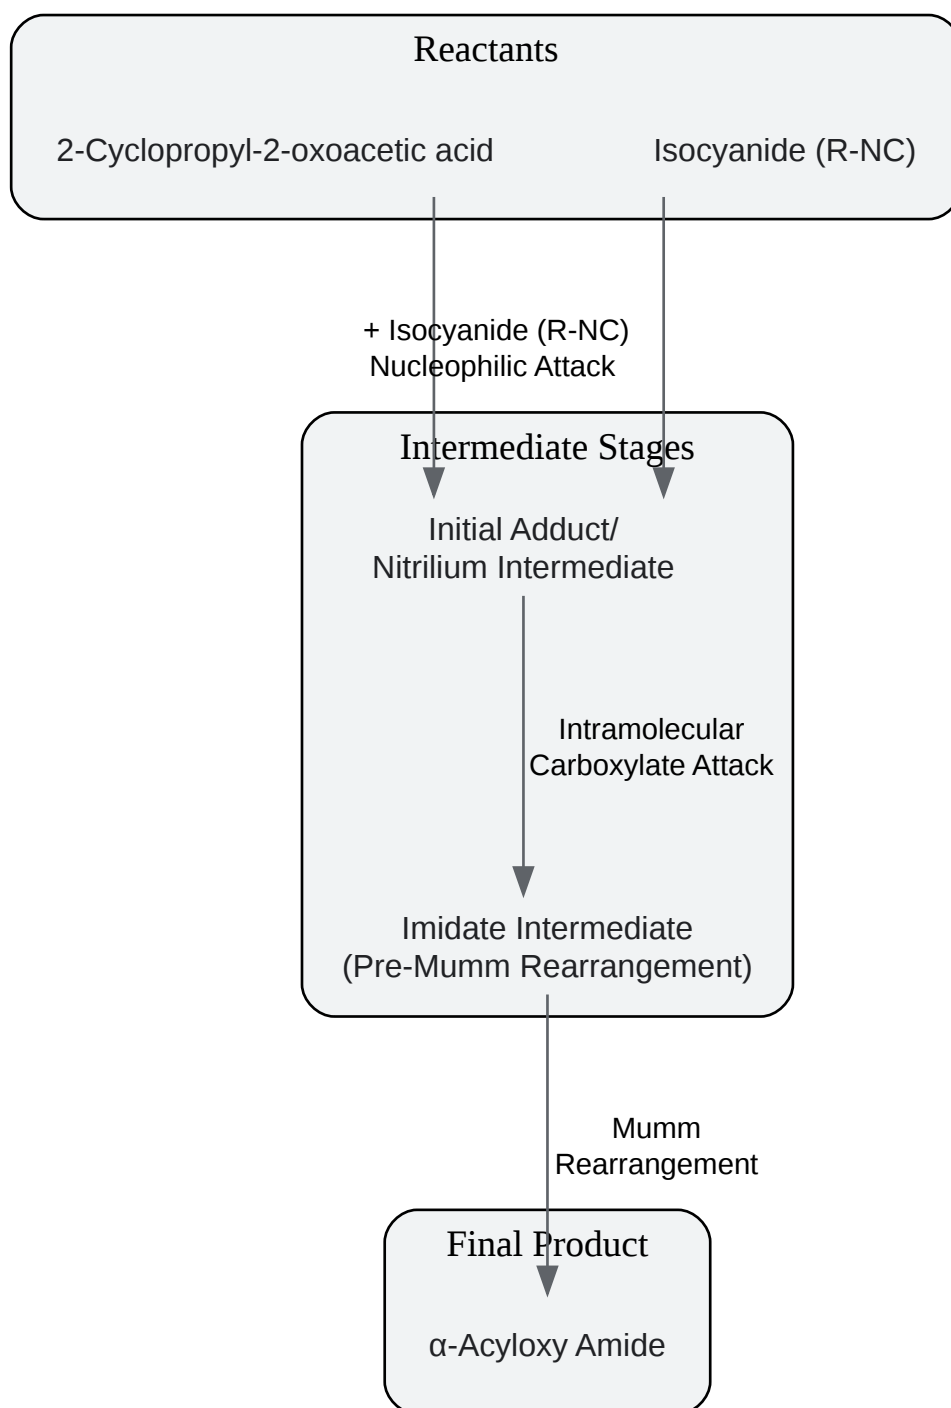 Reactants
2-Cyclopropyl-2-oxoacetic acid
Isocyanide (R-NC)
+ Isocyanide (R-NC)
Nucleophilic Attack
Intermediate Stages
Initial Adduct/
Nitrilium Intermediate
Intramolecular
Carboxylate Attack
Imidate Intermediate
(Pre-Mumm Rearrangement)
Mumm
Rearrangement
Final Product
α-Acyloxy Amide